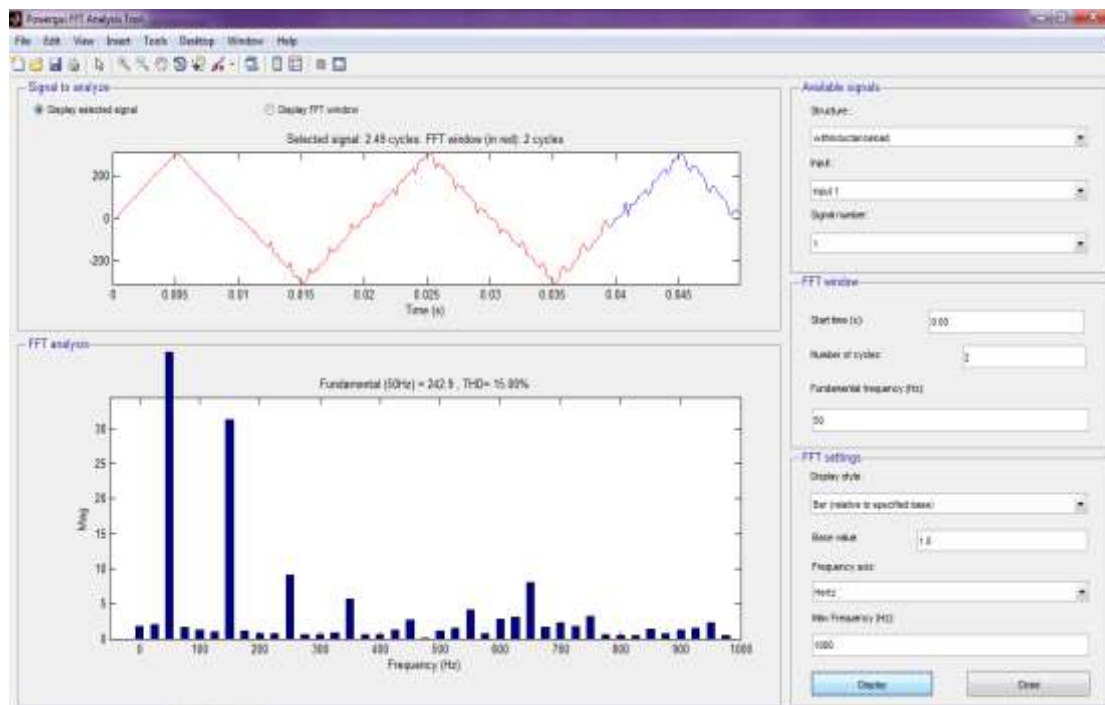 Powergui FFT Analysis Tool
File Edit View Insert Tools Desktop Window Help
Signal to analyze
Display selected signal
Display FFT window
Selected signal: 2.49 cycles. FFT window (in red): 2 cycles
200
0
-200
0 0.005 0.01 0.015 0.02 0.025 0.03 0.035 0.04 0.045
Time (s)
FFT analysis
Fundamental (50Hz) = 242.9 , THD= 15.80%
Mag
30
25
20
15
10
5
0
0 100 200 300 400 500 600 700 800 900 1000
Frequency (Hz)
Available signals
Structure :
Input :
input 1
Signal number:
1
FFT window
Start time (s):
0.00
Number of cycles:
2
Fundamental frequency (Hz):
50
FFT settings
Display style :
Bar (relative to specified base)
Base value:
1.0
Frequency axis:
Hertz
Max Frequency (Hz):
1000
Display
Close